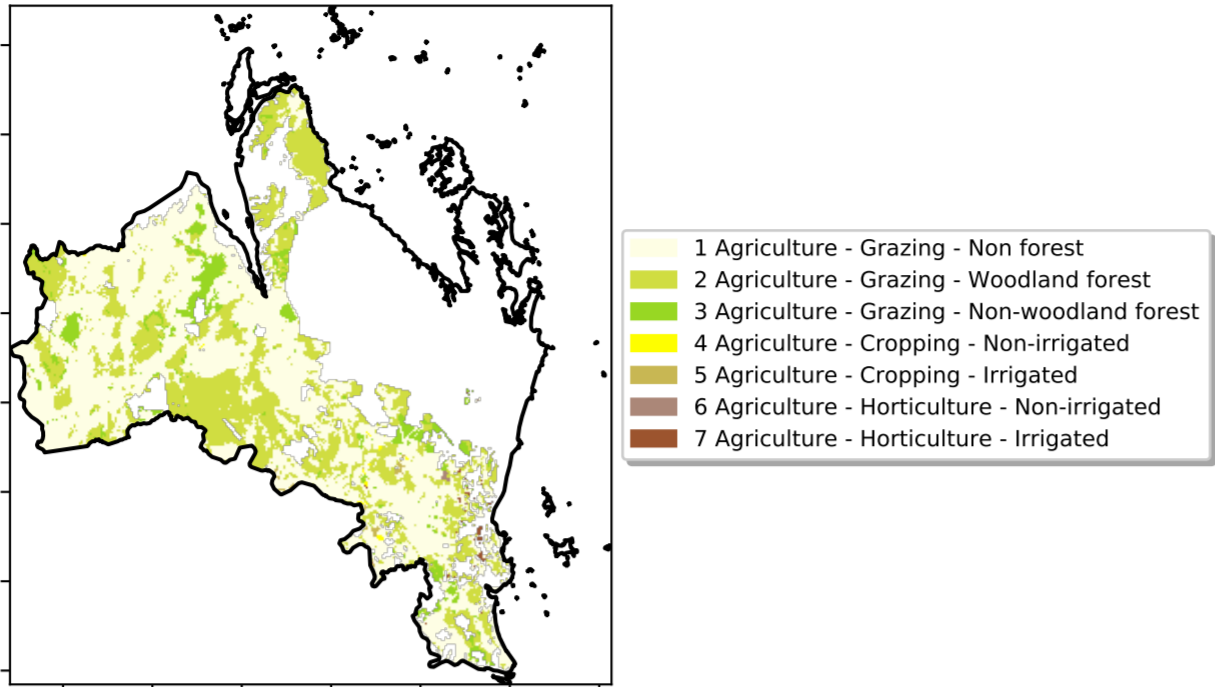 1 Agriculture - Grazing - Non forest
2 Agriculture - Grazing - Woodland forest
3 Agriculture - Grazing - Non-woodland forest
4 Agriculture - Cropping - Non-irrigated
5 Agriculture - Cropping - Irrigated
6 Agriculture - Horticulture - Non-irrigated
7 Agriculture - Horticulture - Irrigated